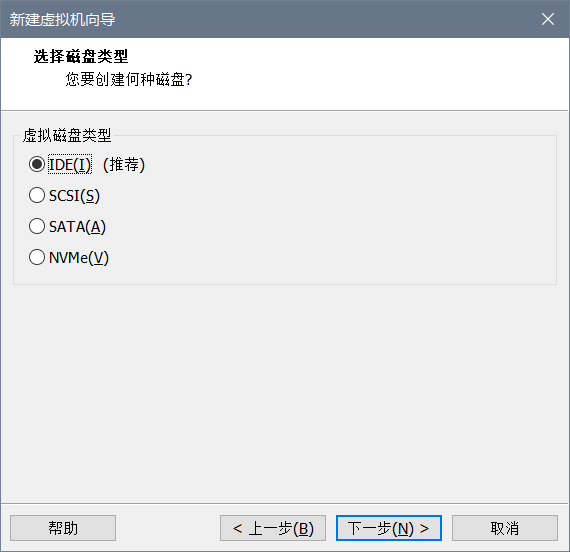 新建虚拟机向导
选择磁盘类型
您要创建何种磁盘?
虚拟磁盘类型
IDE(I) (推荐)
SCSI(S)
SATA(A)
NVMe(V)
帮助 < 上一步(B) 下一步(N) > 取消